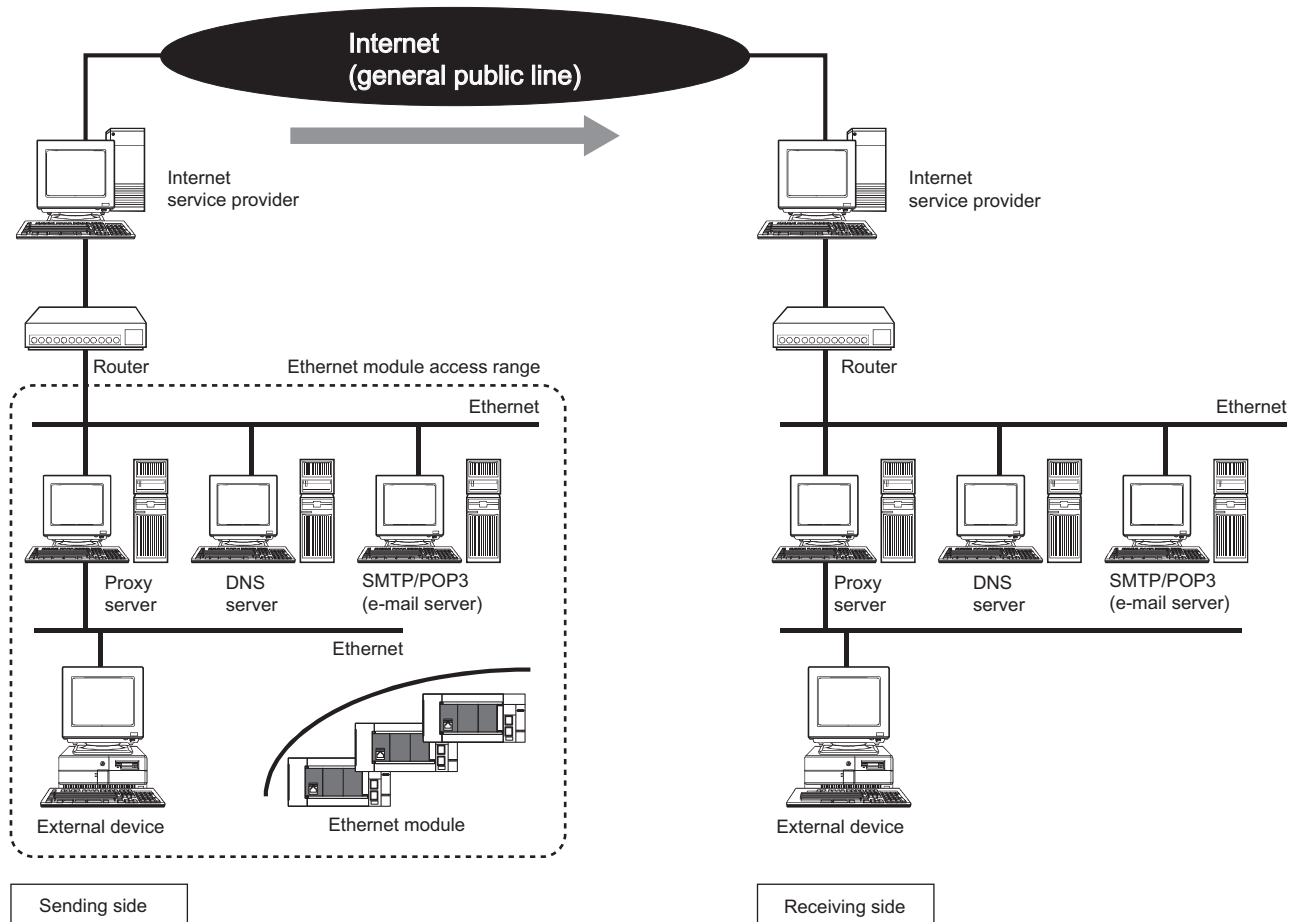 Internet
(general public line)
Internet
service provider
Internet
service provider
Router
Ethernet module access range
Router
Ethernet
Ethernet
Proxy
server
DNS
server
SMTP/POP3
(e-mail server)
Proxy
server
DNS
server
SMTP/POP3
(e-mail server)
Ethernet
External device
Ethernet module
External device
Sending side
Receiving side